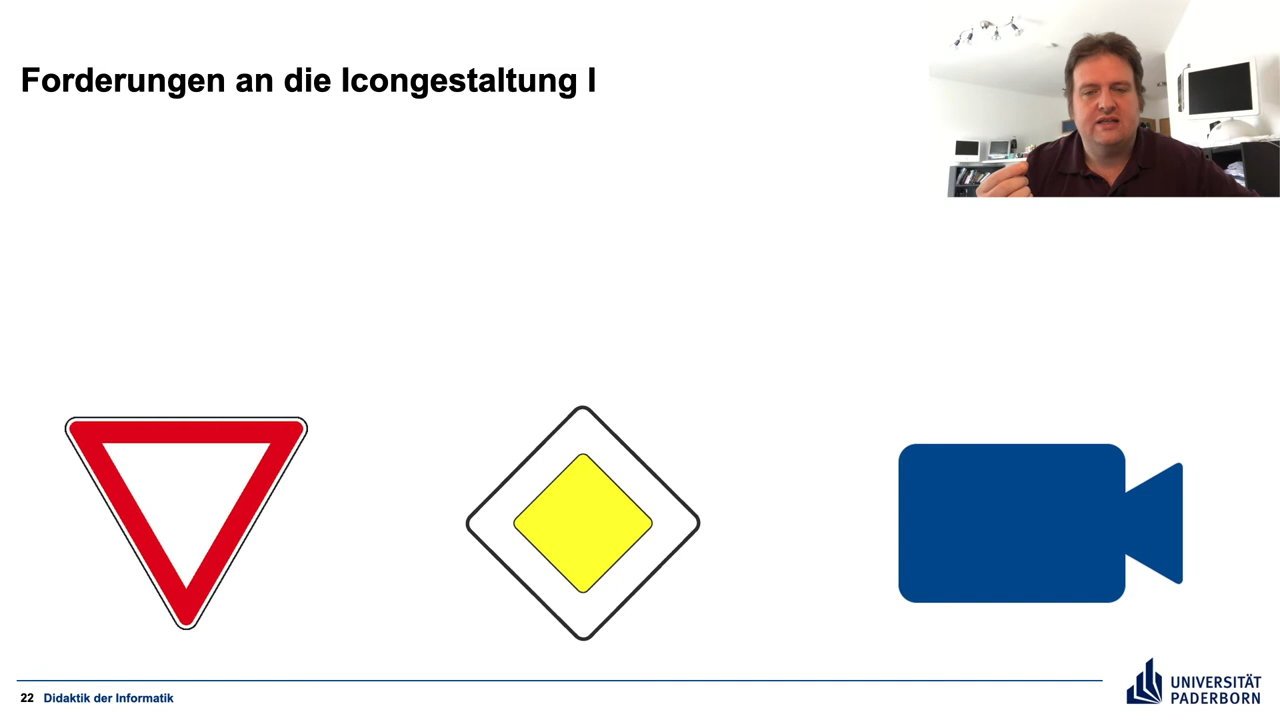 Forderungen an die Icongestaltung I
22 Didaktik der Informatik
UNIVERSITÄT
PADERBORN